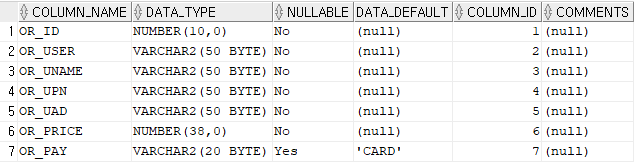 COLUMN_NAME DATA_TYPE NULLABLE DATA_DEFAULT COLUMN_ID COMMENTS
1 OR_ID NUMBER(10,0) No (null) 1 (null)
2 OR_USER VARCHAR2(50 BYTE) No (null) 2 (null)
3 OR_UNAME VARCHAR2(50 BYTE) No (null) 3 (null)
4 OR_UPN VARCHAR2(50 BYTE) No (null) 4 (null)
5 OR_UAD VARCHAR2(50 BYTE) No (null) 5 (null)
6 OR_PRICE NUMBER(38,0) No (null) 6 (null)
7 OR_PAY VARCHAR2(20 BYTE) Yes 'CARD' 7 (null)